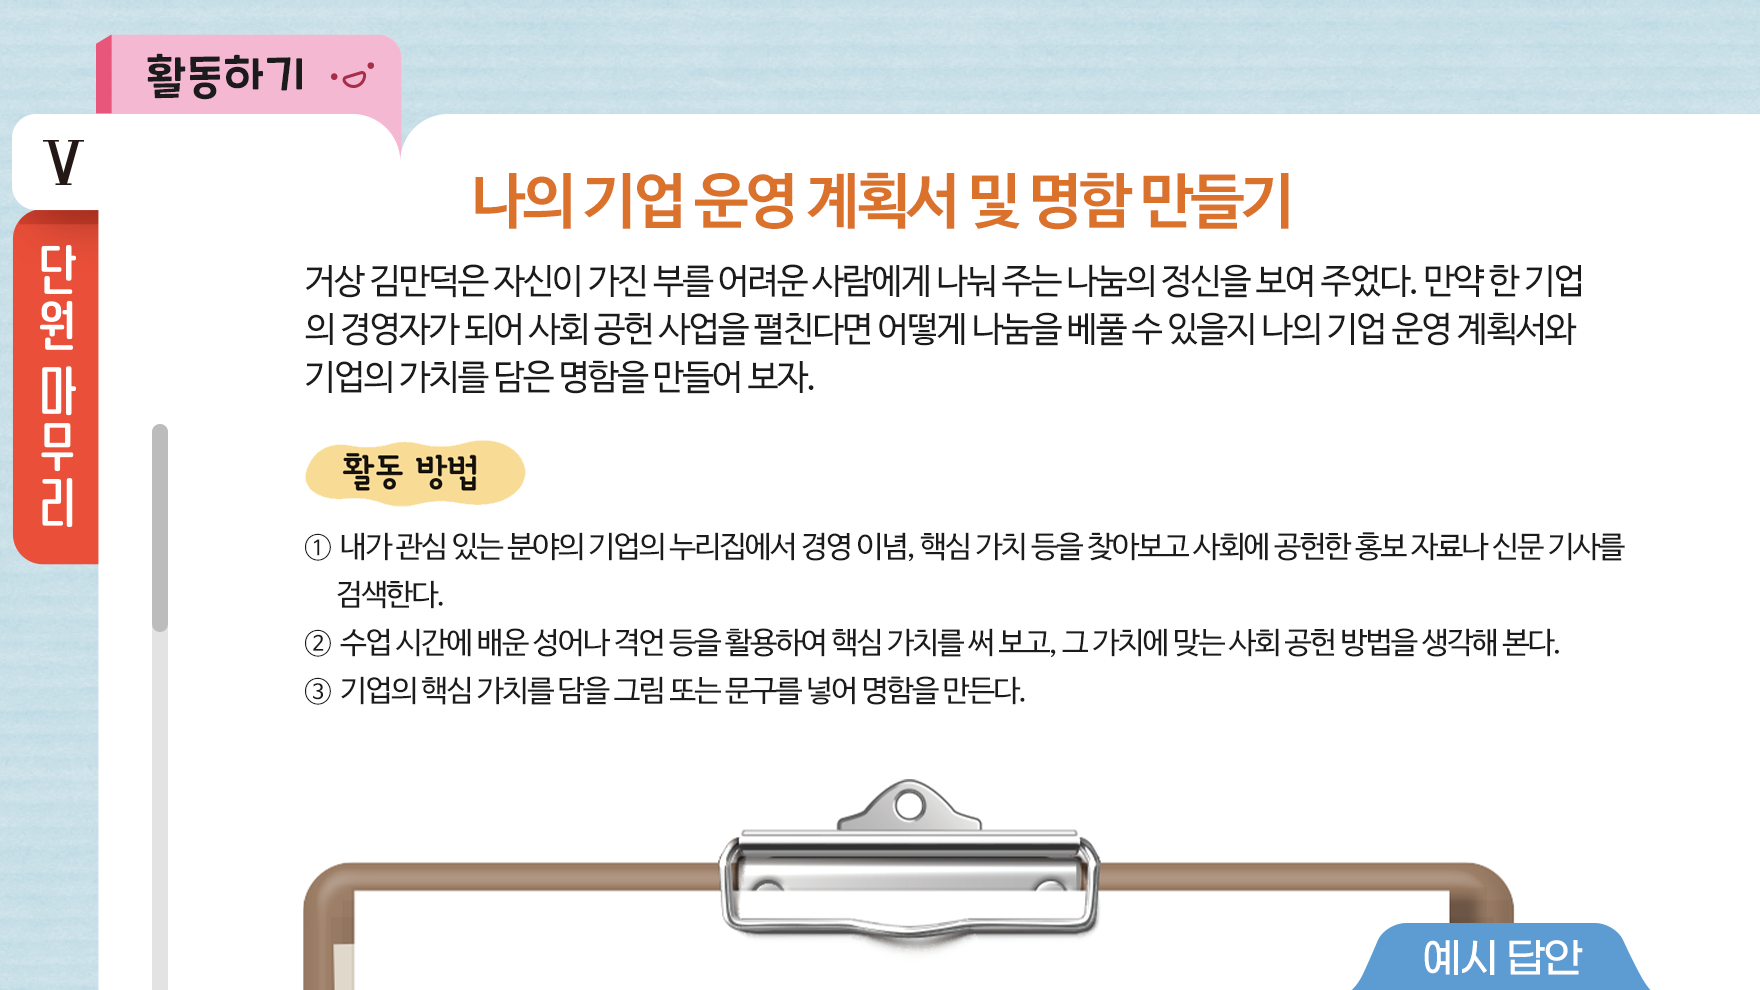 활동하기
V
단원 마무리
나의 기업 운영 계획서 및 명함 만들기
거상 김만덕은 자신이 가진 부를 어려운 사람에게 나눠 주는 나눔의 정신을 보여 주었다. 만약 한 기업
의 경영자가 되어 사회 공헌 사업을 펼친다면 어떻게 나눔을 베풀 수 있을지 나의 기업 운영 계획서와
기업의 가치를 담은 명함을 만들어 보자.
활동 방법
① 내가 관심 있는 분야의 기업의 누리집에서 경영 이념, 핵심 가치 등을 찾아보고 사회에 공헌한 홍보 자료나 신문 기사를
검색한다.
② 수업 시간에 배운 성어나 격언 등을 활용하여 핵심 가치를 써 보고, 그 가치에 맞는 사회 공헌 방법을 생각해 본다.
③ 기업의 핵심 가치를 담을 그림 또는 문구를 넣어 명함을 만든다.
예시 답안